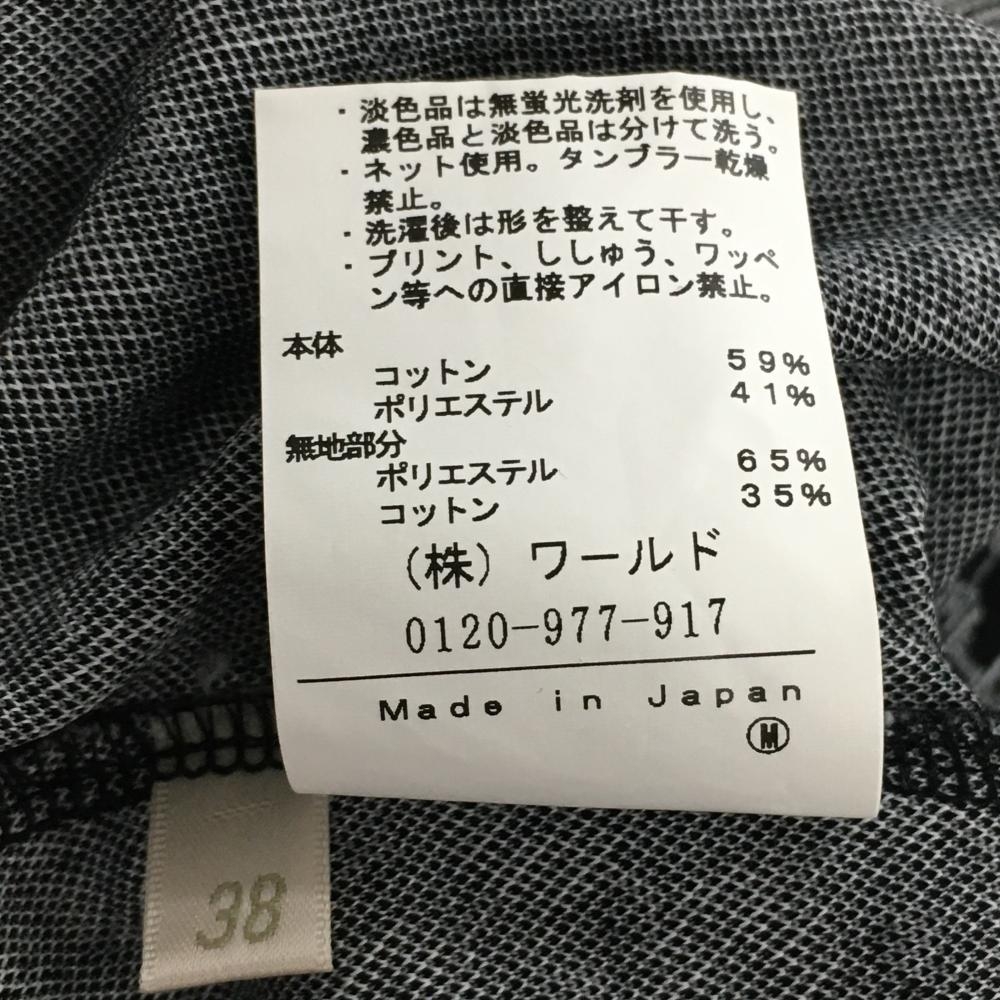 ・淡色品は無蛍光洗剤を使用し、
濃色品と淡色品は分けて洗う。
・ネット使用。タンブラー乾燥
禁止。
・洗濯後は形を整えて干す。
・プリント、ししゅう、ワッペ
ン等への直接アイロン禁止。
本体
コットン 59%
ポリエステル 41%
無地部分
ポリエステル 65%
コットン 35%
(株) ワールド
0120-977-917
Made in Japan
Ⓜ
38